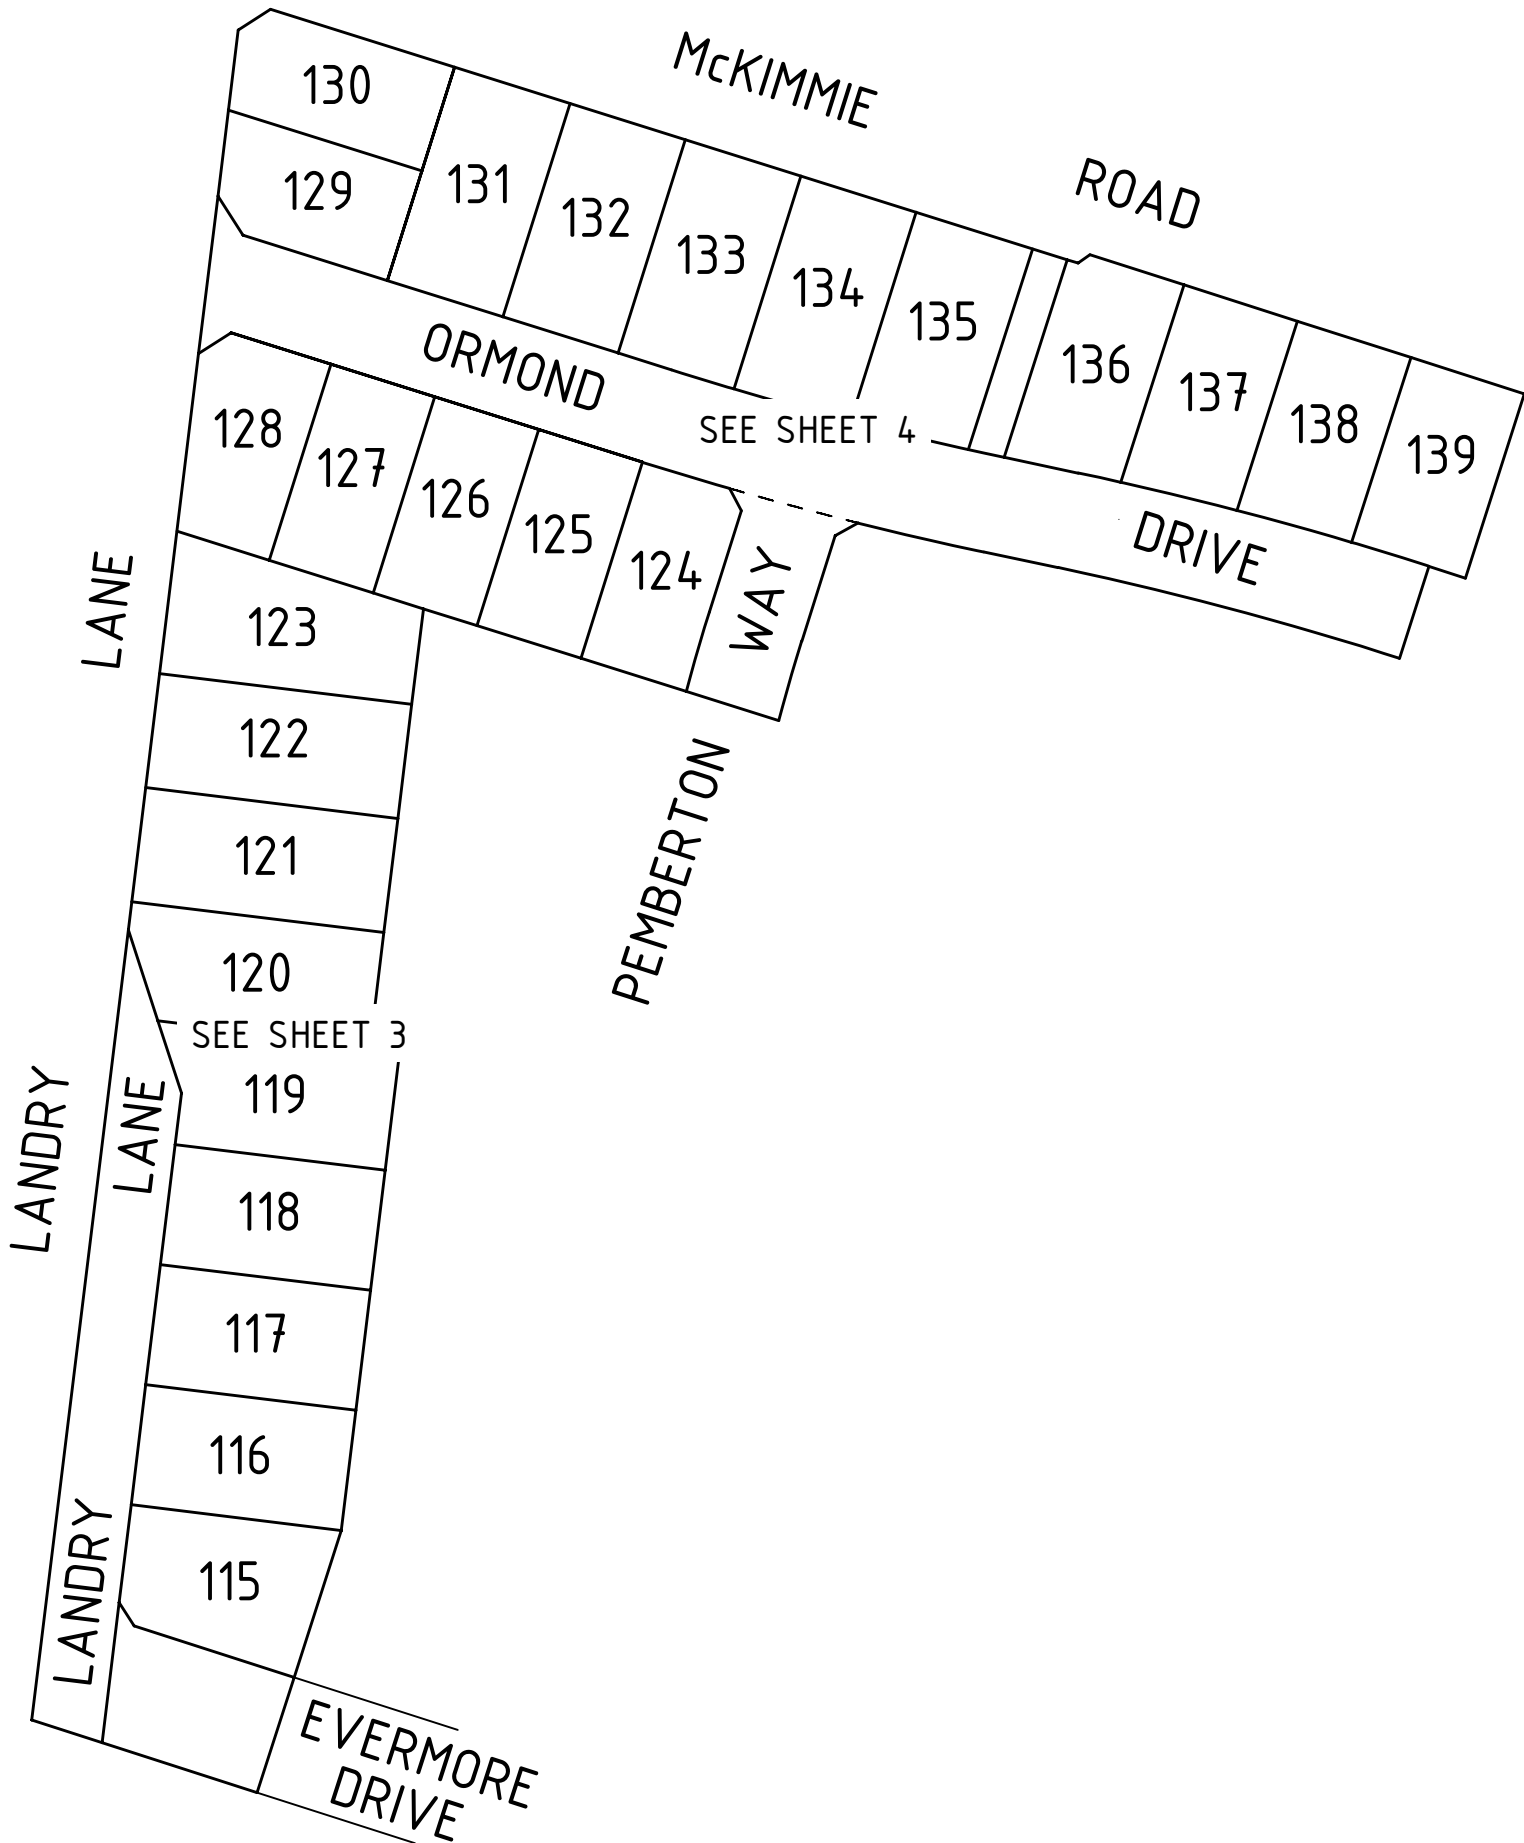 McKIMMIE
ROAD
130
129
131
132
133
134
135
136
137
138
139
ORMOND
DRIVE
SEE SHEET 4
128
127
126
125
124
WAY
PEMBERTON
LANE
123
122
121
120
SEE SHEET 3
119
LANDRY
LANE
118
117
116
115
LANDRY
EVERMORE
DRIVE